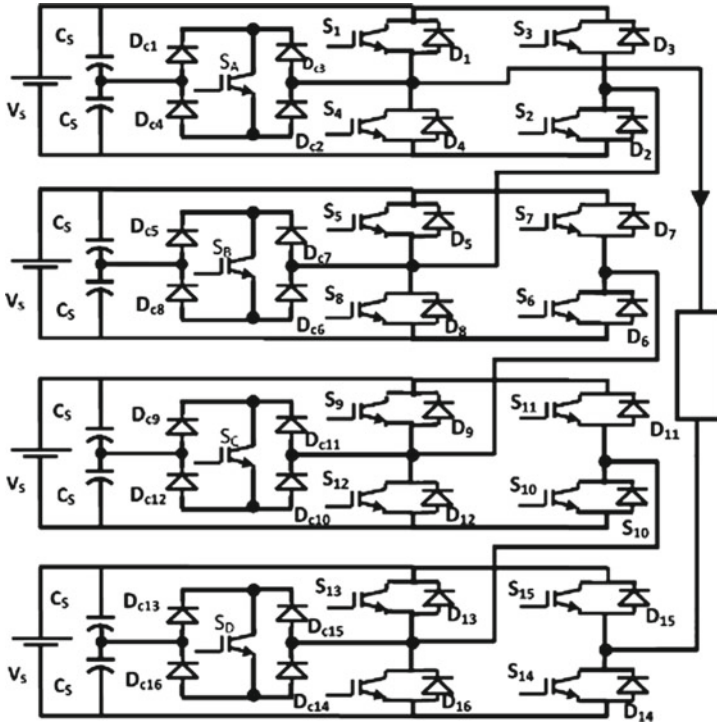 S1
S3
CS
Dc1
SA
Dc3
D1
D3
VS
CS
Dc4
Dc2
S4
D4
S2
D2
S5
S7
CS
Dc5
SB
Dc7
D5
D7
VS
CS
Dc8
Dc6
S8
D8
S6
D6
S9
S11
CS
Dc9
SC
Dc11
D9
D11
VS
CS
Dc12
Dc10
S12
D12
S10
S10
S13
S15
CS
Dc13
SD
Dc15
D13
D15
VS
CS
Dc16
Dc14
D16
S14
D14